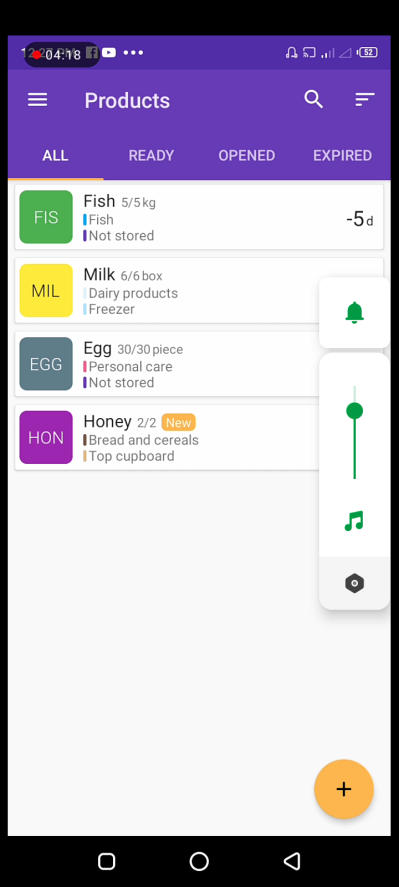 04:18
52
Products
ALL READY OPENED EXPIRED
FIS
Fish 5/5 kg
Fish
Not stored
-5 d
MIL
Milk 6/6 box
Dairy products
Freezer
EGG
Egg 30/30 piece
Personal care
Not stored
HON
Honey 2/2 New
Bread and cereals
Top cupboard